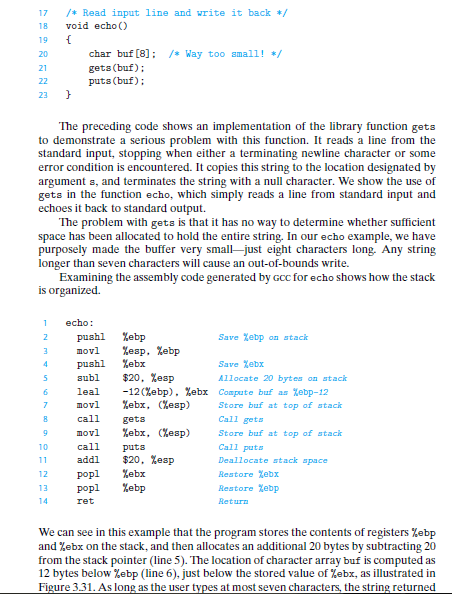 17 /* Read input line and write it back */
18 void echo()
19 {
20 char buf[8]; /* Way too small! */
21 gets(buf);
22 puts(buf);
23 }
The preceding code shows an implementation of the library function gets
to demonstrate a serious problem with this function. It reads a line from the
standard input, stopping when either a terminating newline character or some
error condition is encountered. It copies this string to the location designated by
argument s, and terminates the string with a null character. We show the use of
gets in the function echo, which simply reads a line from standard input and
echoes it back to standard output.
The problem with gets is that it has no way to determine whether sufficient
space has been allocated to hold the entire string. In our echo example, we have
purposely made the buffer very small—just eight characters long. Any string
longer than seven characters will cause an out-of-bounds write.
Examining the assembly code generated by GCC for echo shows how the stack
is organized.
1 echo:
2 pushl %ebp Save %ebp on stack
3 movl %esp, %ebp
4 pushl %ebx Save %ebx
5 subl $20, %esp Allocate 20 bytes on stack
6 leal -12(%ebp), %ebx Compute buf as %ebp-12
7 movl %ebx, (%esp) Store buf at top of stack
8 call gets Call gets
9 movl %ebx, (%esp) Store buf at top of stack
10 call puts Call puts
11 addl $20, %esp Deallocate stack space
12 popl %ebx Restore %ebx
13 popl %ebp Restore %ebp
14 ret Return
We can see in this example that the program stores the contents of registers %ebp
and %ebx on the stack, and then allocates an additional 20 bytes by subtracting 20
from the stack pointer (line 5). The location of character array buf is computed as
12 bytes below %ebp (line 6), just below the stored value of %ebx, as illustrated in
Figure 3.31. As long as the user types at most seven characters, the string returned